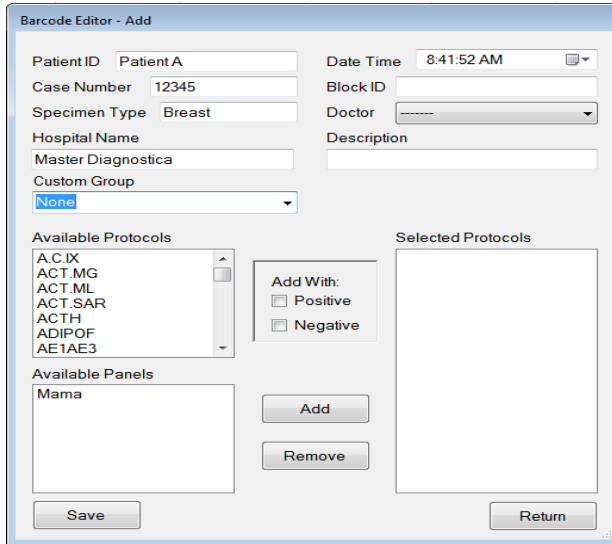 Barcode Editor - Add
Patient ID Patient A Date Time 8:41:52 AM
Case Number 12345 Block ID
Specimen Type Breast Doctor -------
Hospital Name Description
Master Diagnostica
Custom Group
None
Available Protocols Selected Protocols
A.C.IX
ACT.MG
ACT.ML
ACT.SAR
ACTH
ADIPOF
AE1AE3
Add With:
Positive
Negative
Available Panels
Mama
Add
Remove
Save Return